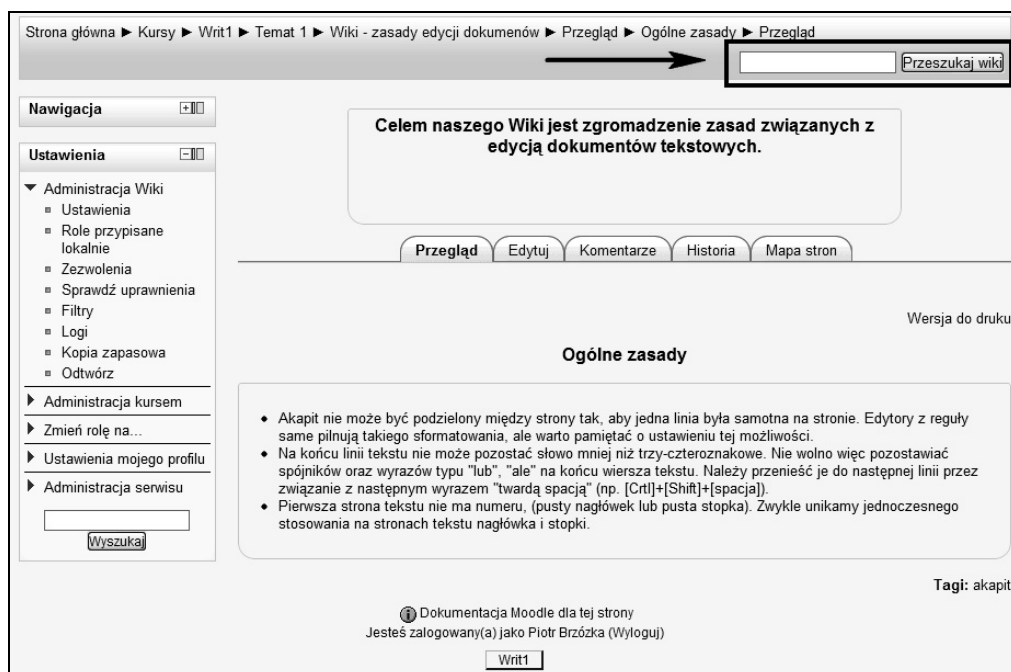 Strona główna ► Kursy ► Writ1 ► Temat 1 ► Wiki - zasady edycji dokumenów ► Przegląd ► Ogólne zasady ► Przegląd
Przeszukaj wiki
Nawigacja
Celem naszego Wiki jest zgromadzenie zasad związanych z
edycją dokumentów tekstowych.
Ustawienia
Administracja Wiki
Ustawienia
Role przypisane
lokalnie
Zezwolenia
Sprawdź uprawnienia
Filtry
Logi
Kopia zapasowa
Odtwórz
Administracja kursem
Zmień rolę na...
Ustawienia mojego profilu
Administracja serwisu
Wyszukaj
Przegląd Edytuj Komentarze Historia Mapa stron
Wersja do druku
Ogólne zasady
Akapit nie może być podzielony między strony tak, aby jedna linia była samotna na stronie. Edytory z reguły
same pilnują takiego sformatowania, ale warto pamiętać o ustawieniu tej możliwości.
Na końcu linii tekstu nie może pozostać słowo mniej niż trzy-czteroznakowe. Nie wolno więc pozostawiać
spójników oraz wyrazów typu "lub", "ale" na końcu wiersza tekstu. Należy przenieść je do następnej linii przez
związanie z następnym wyrazem "twardą spacją" (np. [Crtl]+[Shift]+[spacja]).
Pierwsza strona tekstu nie ma numeru, (pusty nagłówek lub pusta stopka). Zwykle unikamy jednoczesnego
stosowania na stronach tekstu nagłówka i stopki.
Tagi: akapit
Dokumentacja Moodle dla tej strony
Jesteś zalogowany(a) jako Piotr Brzózka (Wyloguj)
Writ1